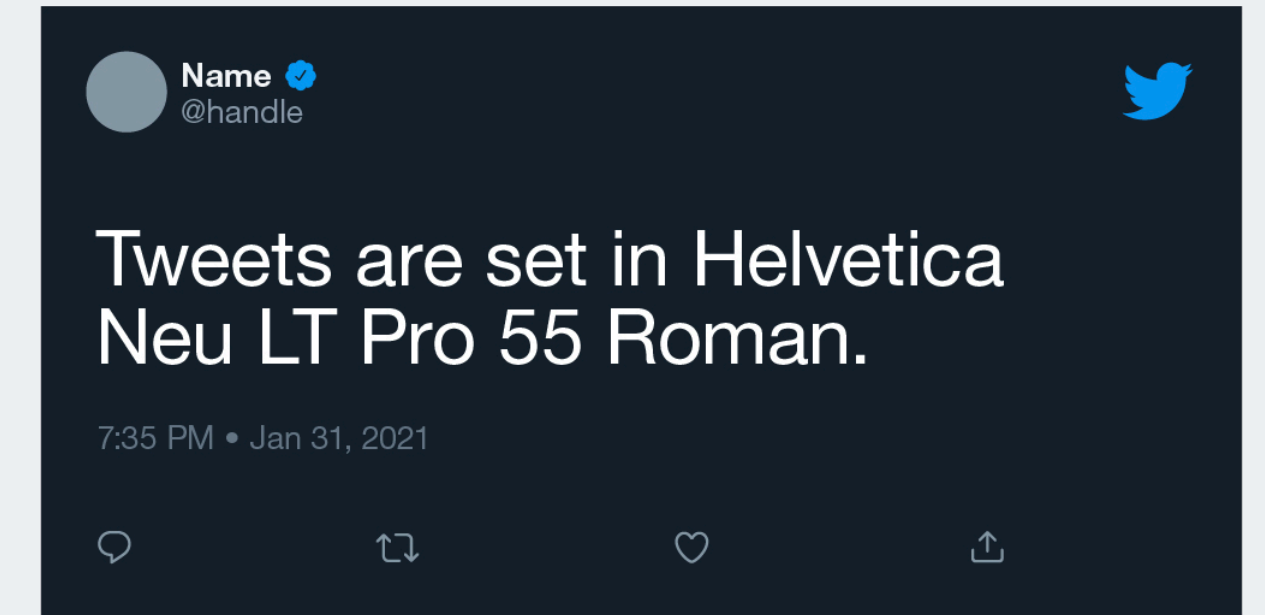 Name
@handle
Tweets are set in Helvetica
Neu LT Pro 55 Roman.
7:35 PM • Jan 31, 2021